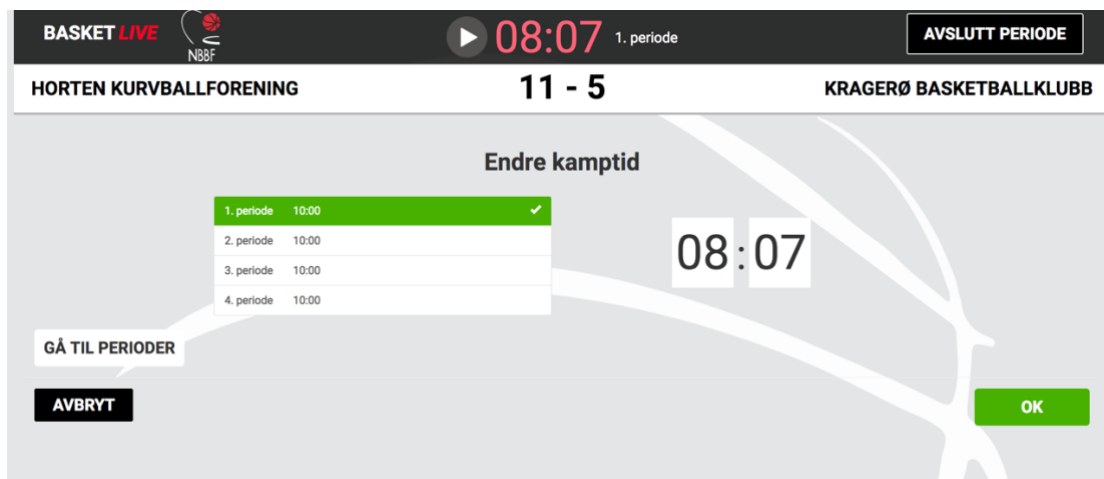 BASKET LIVE
NBBF
08:07 1. periode
AVSLUTT PERIODE
HORTEN KURVBALLFORENING 11 - 5 KRAGERØ BASKETBALLKLUBB
Endre kamptid
1. periode 10:00
2. periode 10:00
3. periode 10:00
4. periode 10:00
08:07
GÅ TIL PERIODER
AVBRYT
OK